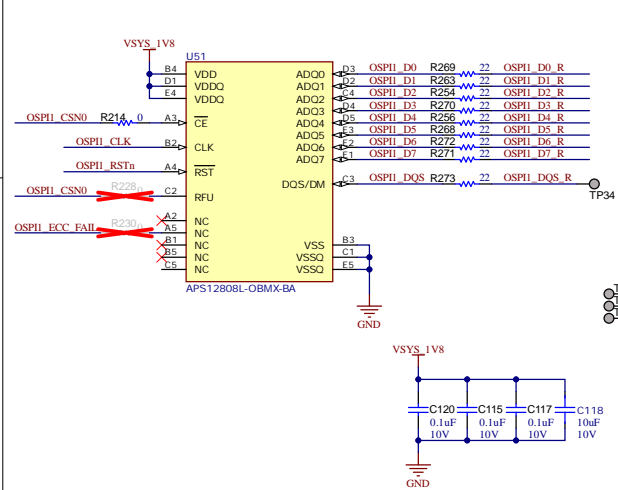 VSYS_1V8
U51
B4 VDD ADQ0 D3 OSPI1_D0 R269 22 OSPI1_D0_R
D1 VDDQ ADQ1 D2 OSPI1_D1 R263 22 OSPI1_D1_R
E4 VDDQ ADQ2 C4 OSPI1_D2 R254 22 OSPI1_D2_R
ADQ3 D4 OSPI1_D3 R270 22 OSPI1_D3_R
OSPI1_CSN0 R214 0 A3 CE ADQ4 D5 OSPI1_D4 R256 22 OSPI1_D4_R
ADQ5 E3 OSPI1_D5 R268 22 OSPI1_D5_R
OSPI1_CLK B2 CLK ADQ6 E2 OSPI1_D6 R272 22 OSPI1_D6_R
ADQ7 E1 OSPI1_D7 R271 22 OSPI1_D7_R
OSPI1_RSTn A4 RST
DQS/DM C3 OSPI1_DQS R273 22 OSPI1_DQS_R
TP34
OSPI1_CSN0 R228 0 C2 RFU
A2 NC
OSPI1_ECC_FAIL R230 0 A5 NC
B1 NC VSS B3
B5 NC VSSQ C1
C5 NC VSSQ E5
APS12808L-OBMX-BA
GND
VSYS_1V8
C120 C115 C117 C118
0.1uF 0.1uF 0.1uF 10uF
10V 10V 10V 10V
GND